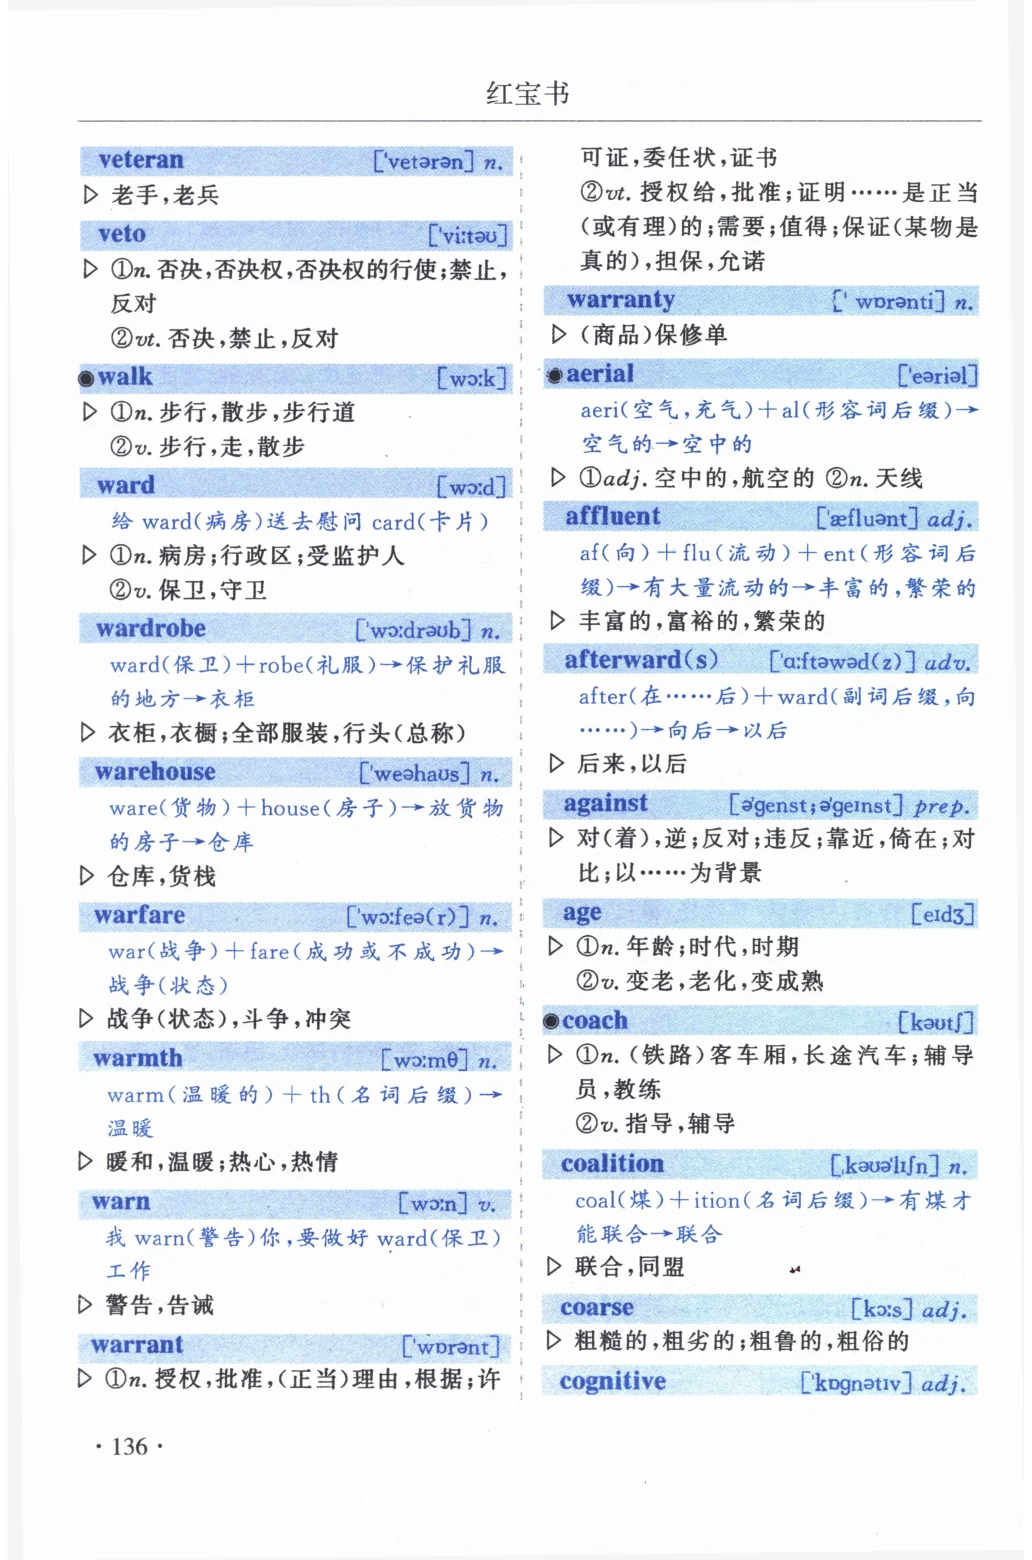 红宝书
veteran ['vetərən] n.
▷ 老手,老兵
veto ['viːtəʊ]
▷ ①n. 否决,否决权,否决权的行使;禁止,
反对
②vt. 否决,禁止,反对
◉walk [wɔːk]
▷ ①n. 步行,散步,步行道
②v. 步行,走,散步
ward [wɔːd]
给 ward(病房)送去慰问 card(卡片)
▷ ①n. 病房;行政区;受监护人
②v. 保卫,守卫
wardrobe ['wɔːdrəʊb] n.
ward(保卫)+robe(礼服)→保护礼服
的地方→衣柜
▷ 衣柜,衣橱;全部服装,行头(总称)
warehouse ['weəhaʊs] n.
ware(货物)+house(房子)→放货物
的房子→仓库
▷ 仓库,货栈
warfare ['wɔːfeə(r)] n.
war(战争)+fare(成功或不成功)→
战争(状态)
▷ 战争(状态),斗争,冲突
warmth [wɔːmθ] n.
warm(温暖的)+th(名词后缀)→
温暖
▷ 暖和,温暖;热心,热情
warn [wɔːn] v.
我 warn(警告)你,要做好 ward(保卫)
工作
▷ 警告,告诫
warrant ['wɒrənt]
▷ ①n. 授权,批准,(正当)理由,根据;许
可证,委任状,证书
②vt. 授权给,批准;证明……是正当
(或有理)的;需要;值得;保证(某物是
真的),担保,允诺
warranty [' wɒrənti] n.
▷ (商品)保修单
◉aerial ['eəriəl]
aeri(空气,充气)+al(形容词后缀)→
空气的→空中的
▷ ①adj. 空中的,航空的 ②n. 天线
affluent ['æfluənt] adj.
af(向)+flu(流动)+ent(形容词后
缀)→有大量流动的→丰富的,繁荣的
▷ 丰富的,富裕的,繁荣的
afterward(s) ['ɑːftəwəd(z)] adv.
after(在……后)+ward(副词后缀,向
……)→向后→以后
▷ 后来,以后
against [ə'genst;ə'geɪnst] prep.
▷ 对(着),逆;反对;违反;靠近,倚在;对
比;以……为背景
age [eɪdʒ]
▷ ①n. 年龄;时代,时期
②v. 变老,老化,变成熟
◉coach [kəʊtʃ]
▷ ①n. (铁路)客车厢,长途汽车;辅导
员,教练
②v. 指导,辅导
coalition [ˌkəʊə'lɪʃn] n.
coal(煤)+ition(名词后缀)→有煤才
能联合→联合
▷ 联合,同盟
coarse [kɔːs] adj.
▷ 粗糙的,粗劣的;粗鲁的,粗俗的
cognitive ['kɒgnətɪv] adj.
· 136 ·